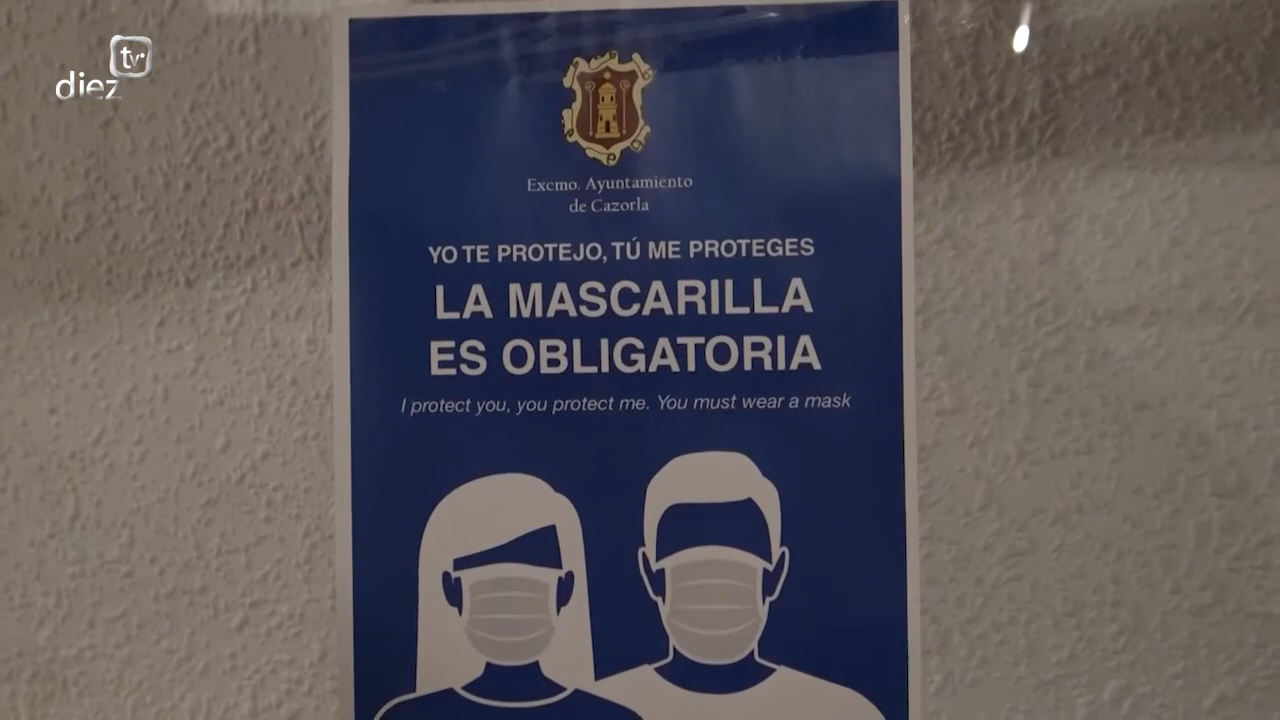 diez tv
Excmo. Ayuntamiento
de Cazorla
YO TE PROTEJO, TÚ ME PROTEGES
LA MASCARILLA
ES OBLIGATORIA
I protect you, you protect me. You must wear a mask